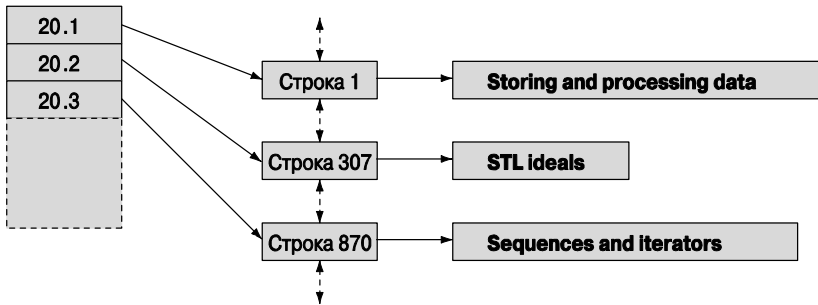 20.1
20.2
20.3
Строка 1
Storing and processing data
Строка 307
STL ideals
Строка 870
Sequences and iterators